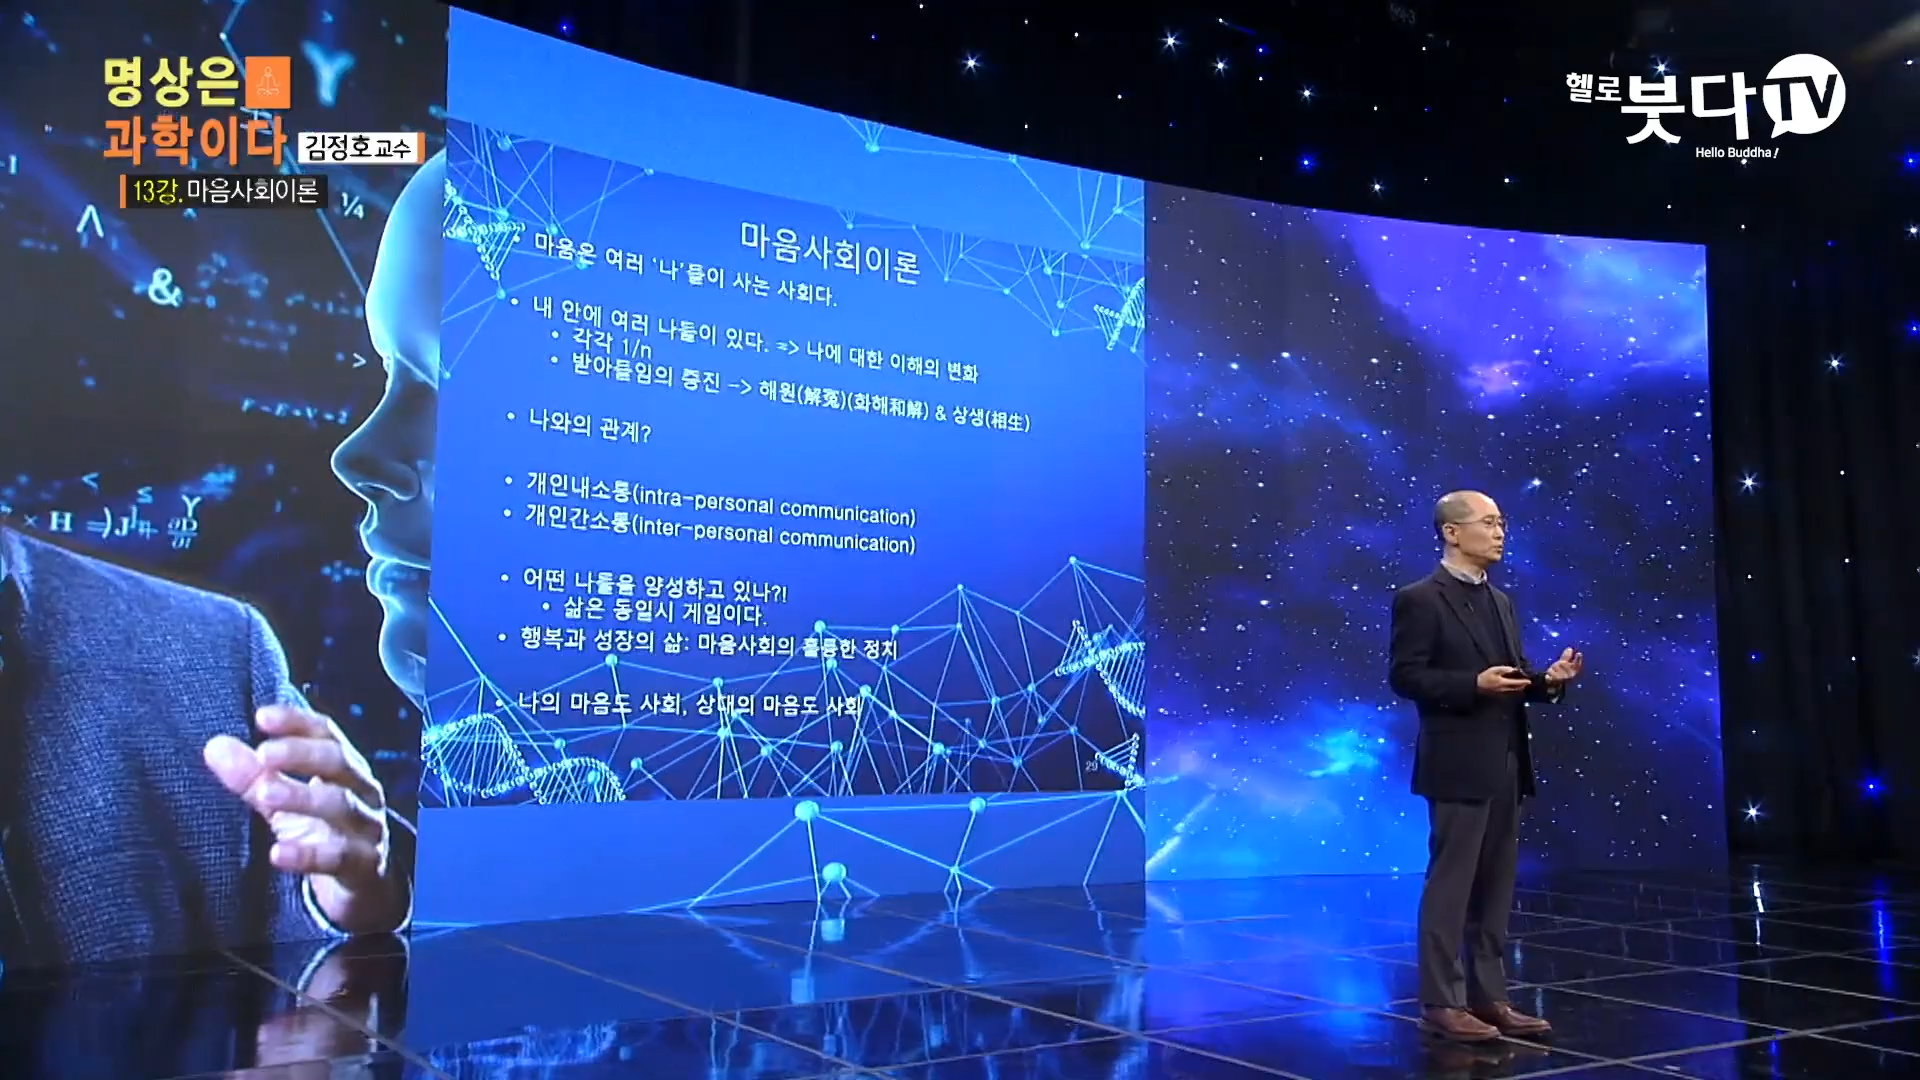 명상은
과학이다 김정호 교수
13강. 마음사회이론
헬로 붓다 TV
Hello Buddha!
마음사회이론
• 마음은 여러 '나'들이 사는 사회다.
• 내 안에 여러 나들이 있다. => 나에 대한 이해의 변화
• 각각 1/n
• 받아들임의 증진 -> 해원(解冤)(화해和解) & 상생(相生)
• 나와의 관계?
• 개인내소통(intra-personal communication)
• 개인간소통(inter-personal communication)
• 어떤 나들을 양성하고 있나?!
• 삶은 동일시 게임이다.
• 행복과 성장의 삶: 마음사회의 훌륭한 정치
• 나의 마음도 사회, 상대의 마음도 사회
29